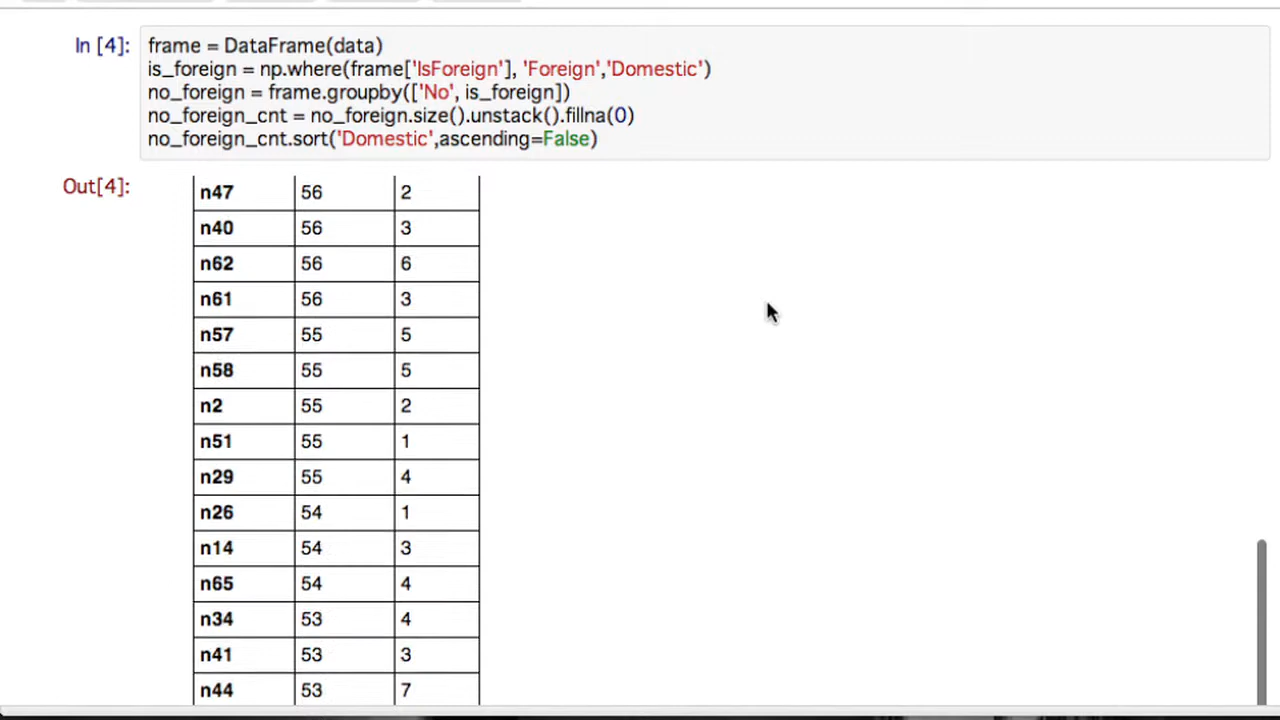 In [4]:
frame = DataFrame(data)
is_foreign = np.where(frame['IsForeign'], 'Foreign','Domestic')
no_foreign = frame.groupby(['No', is_foreign])
no_foreign_cnt = no_foreign.size().unstack().fillna(0)
no_foreign_cnt.sort('Domestic',ascending=False)
Out[4]:
n47 56 2
n40 56 3
n62 56 6
n61 56 3
n57 55 5
n58 55 5
n2 55 2
n51 55 1
n29 55 4
n26 54 1
n14 54 3
n65 54 4
n34 53 4
n41 53 3
n44 53 7